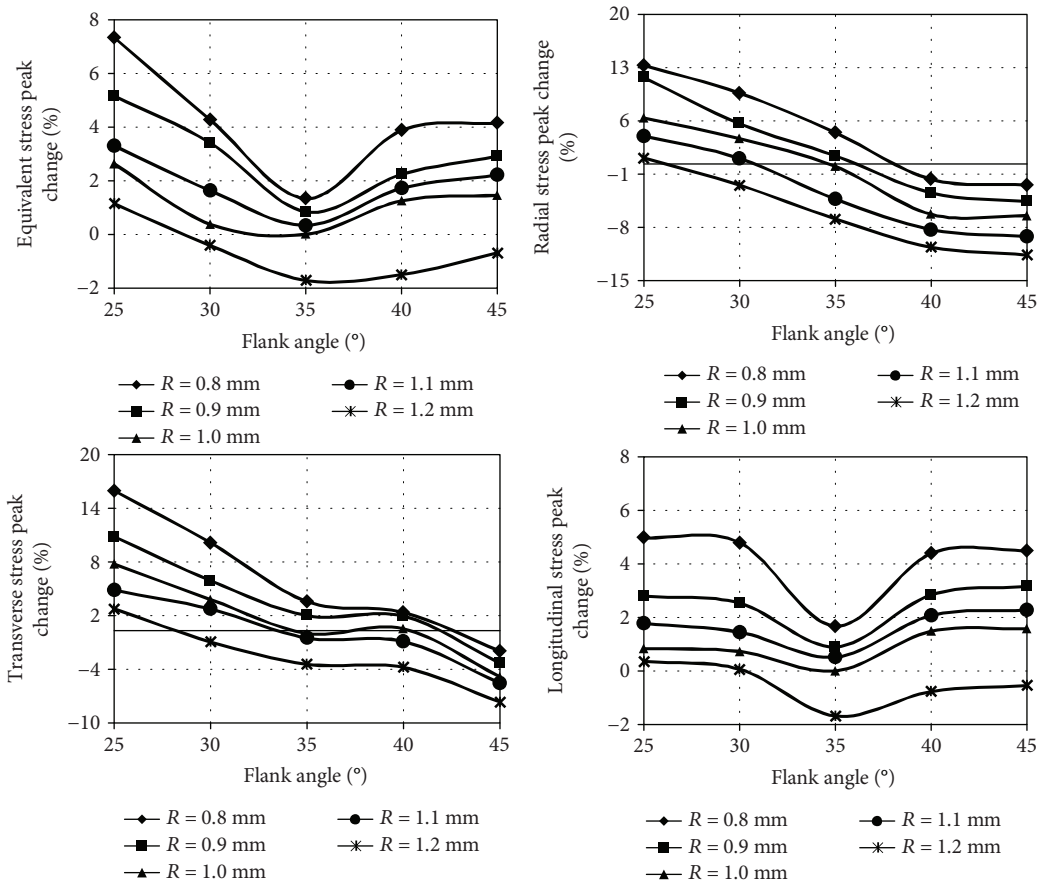 Equivalent stress peak
change (%)
8
6
4
2
0
−2
25 30 35 40 45
Flank angle (°)
R = 0.8 mm
R = 0.9 mm
R = 1.0 mm
R = 1.1 mm
R = 1.2 mm
Radial stress peak change
(%)
20
13
6
−1
−8
−15
25 30 35 40 45
Flank angle (°)
R = 0.8 mm
R = 0.9 mm
R = 1.0 mm
R = 1.1 mm
R = 1.2 mm
Transverse stress peak
change (%)
20
14
8
2
−4
−10
25 30 35 40 45
Flank angle (°)
R = 0.8 mm
R = 0.9 mm
R = 1.0 mm
R = 1.1 mm
R = 1.2 mm
Longitudinal stress peak
change (%)
8
6
4
2
0
−2
25 30 35 40 45
Flank angle (°)
R = 0.8 mm
R = 0.9 mm
R = 1.0 mm
R = 1.1 mm
R = 1.2 mm